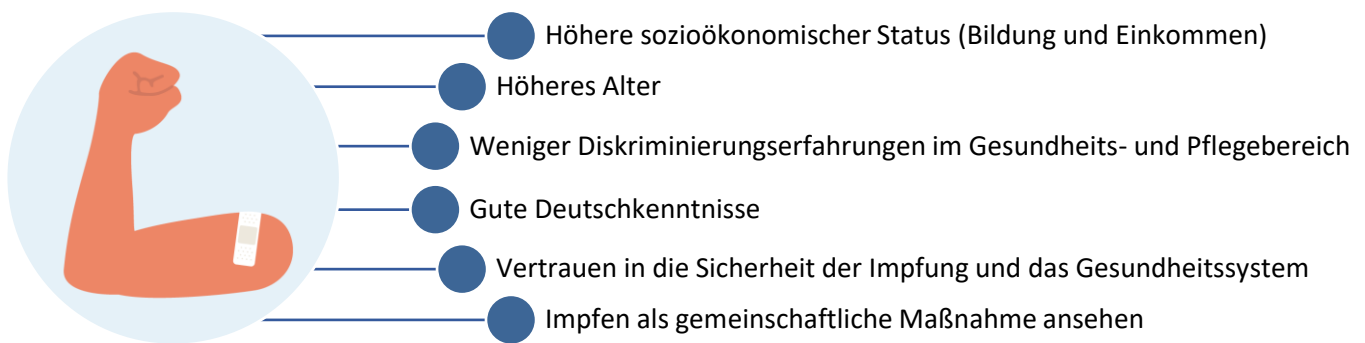 Höhere sozioökonomischer Status (Bildung und Einkommen)
Höheres Alter
Weniger Diskriminierungserfahrungen im Gesundheits- und Pflegebereich
Gute Deutschkenntnisse
Vertrauen in die Sicherheit der Impfung und das Gesundheitssystem
Impfen als gemeinschaftliche Maßnahme ansehen